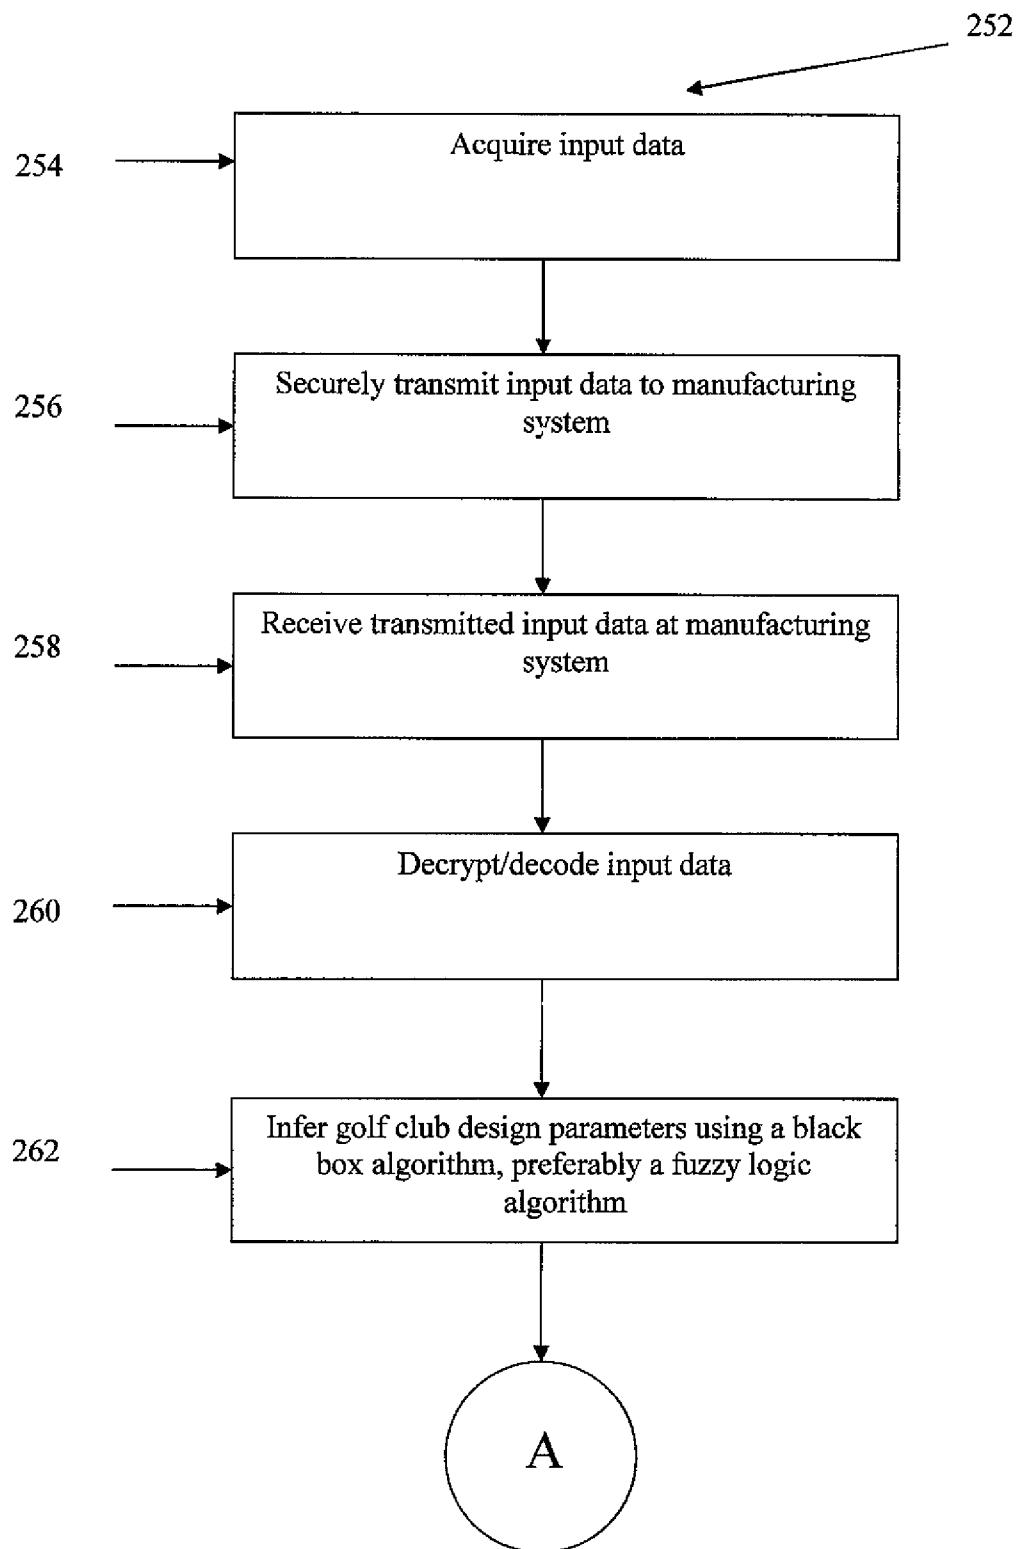 252
254
Acquire input data
256
Securely transmit input data to manufacturing
system
258
Receive transmitted input data at manufacturing
system
260
Decrypt/decode input data
262
Infer golf club design parameters using a black
box algorithm, preferably a fuzzy logic
algorithm
A